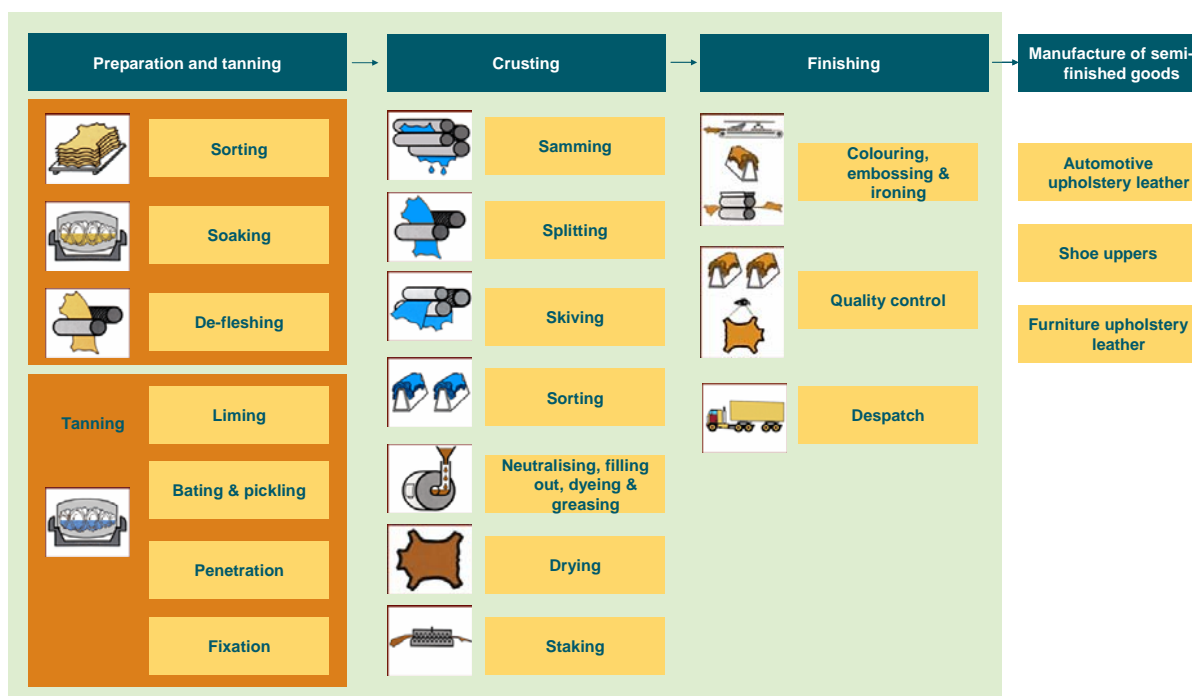 Preparation and tanning
Crusting
Finishing
Manufacture of semi-
finished goods
Sorting
Soaking
De-fleshing
Tanning
Liming
Bating & pickling
Penetration
Fixation
Samming
Splitting
Skiving
Sorting
Neutralising, filling
out, dyeing &
greasing
Drying
Staking
Colouring,
embossing &
ironing
Quality control
Despatch
Automotive
upholstery leather
Shoe uppers
Furniture upholstery
leather